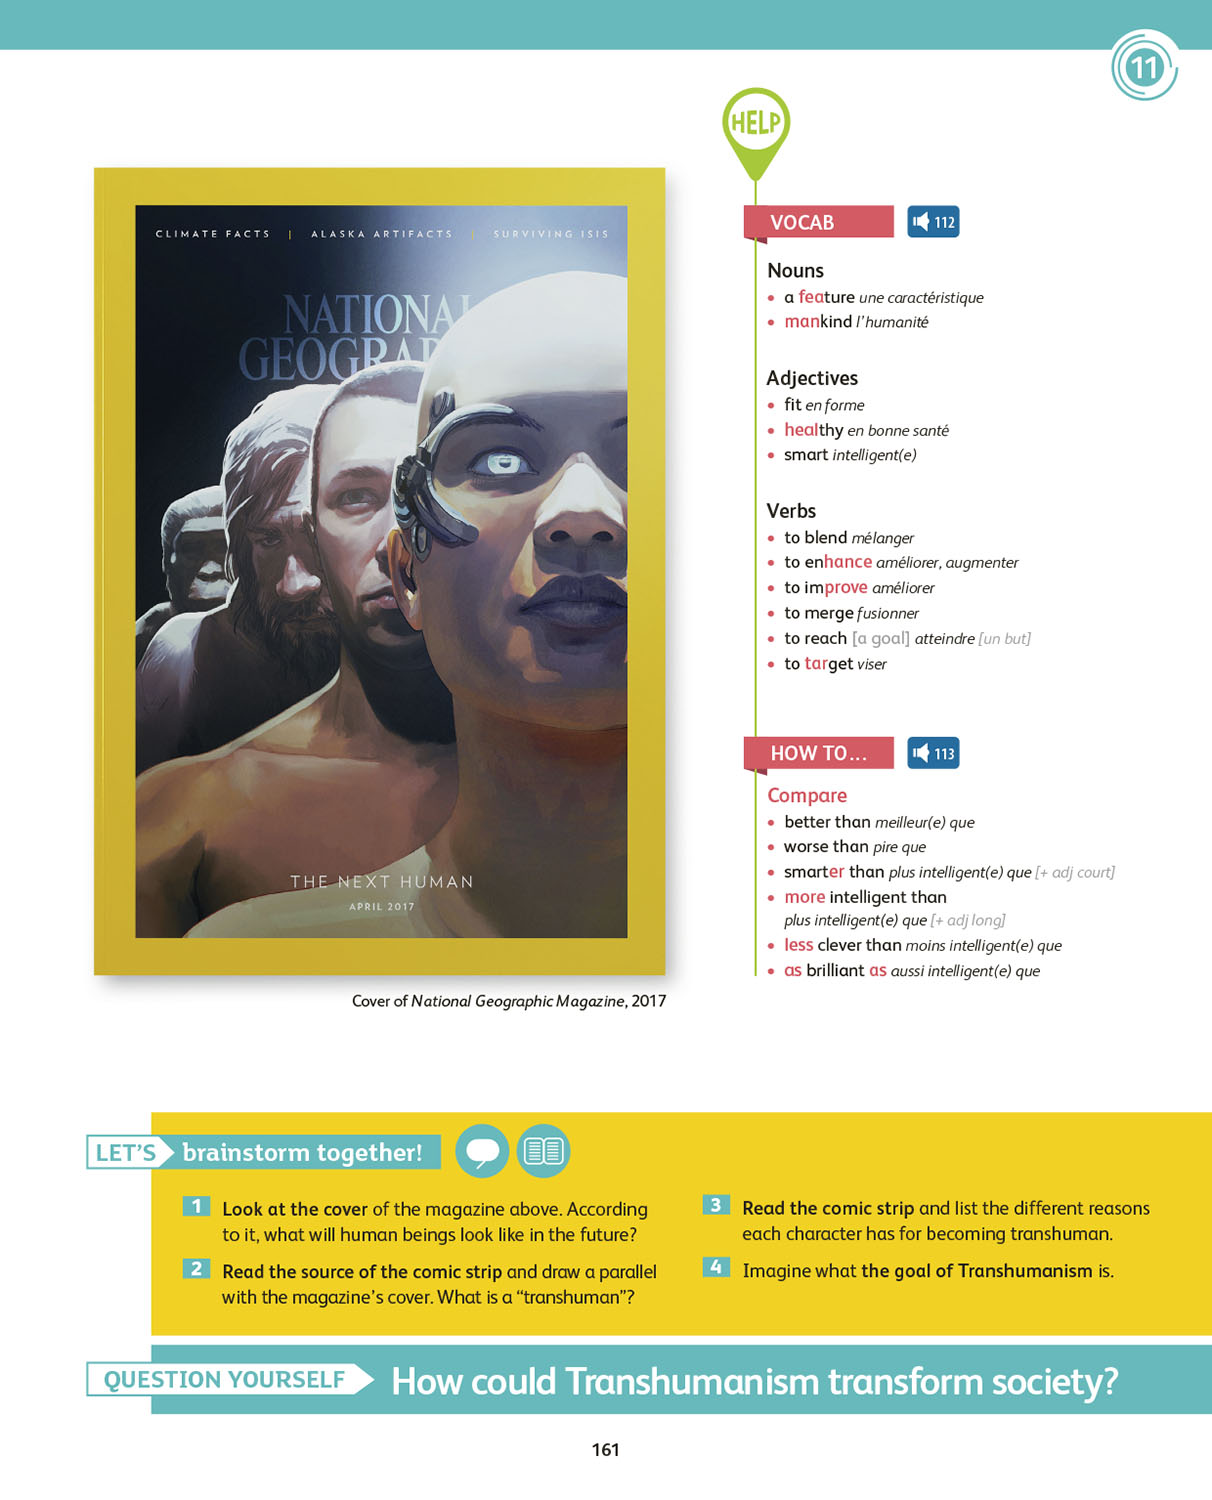 11
HELP
CLIMATE FACTS | ALASKA ARTIFACTS | SURVIVING ISIS
NATIONAL
GEOGRAP
THE NEXT HUMAN
APRIL 2017
Cover of National Geographic Magazine, 2017
VOCAB 112
Nouns
• a feature une caractéristique
• mankind l'humanité
Adjectives
• fit en forme
• healthy en bonne santé
• smart intelligent(e)
Verbs
• to blend mélanger
• to enhance améliorer, augmenter
• to improve améliorer
• to merge fusionner
• to reach [a goal] atteindre [un but]
• to target viser
HOW TO... 113
Compare
• better than meilleur(e) que
• worse than pire que
• smarter than plus intelligent(e) que [+ adj court]
• more intelligent than
plus intelligent(e) que [+ adj long]
• less clever than moins intelligent(e) que
• as brilliant as aussi intelligent(e) que
LET'S brainstorm together!
1 Look at the cover of the magazine above. According
to it, what will human beings look like in the future?
2 Read the source of the comic strip and draw a parallel
with the magazine's cover. What is a "transhuman"?
3 Read the comic strip and list the different reasons
each character has for becoming transhuman.
4 Imagine what the goal of Transhumanism is.
QUESTION YOURSELF How could Transhumanism transform society?
161